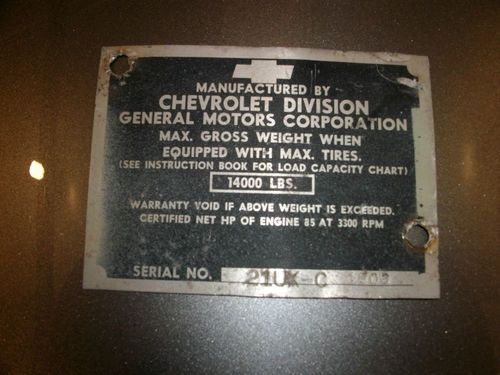 MANUFACTURED BY
CHEVROLET DIVISION
GENERAL MOTORS CORPORATION
MAX. GROSS WEIGHT WHEN
EQUIPPED WITH MAX. TIRES.
(SEE INSTRUCTION BOOK FOR LOAD CAPACITY CHART)
14000 LBS.
WARRANTY VOID IF ABOVE WEIGHT IS EXCEEDED.
CERTIFIED NET HP OF ENGINE 85 AT 3300 RPM
SERIAL NO.